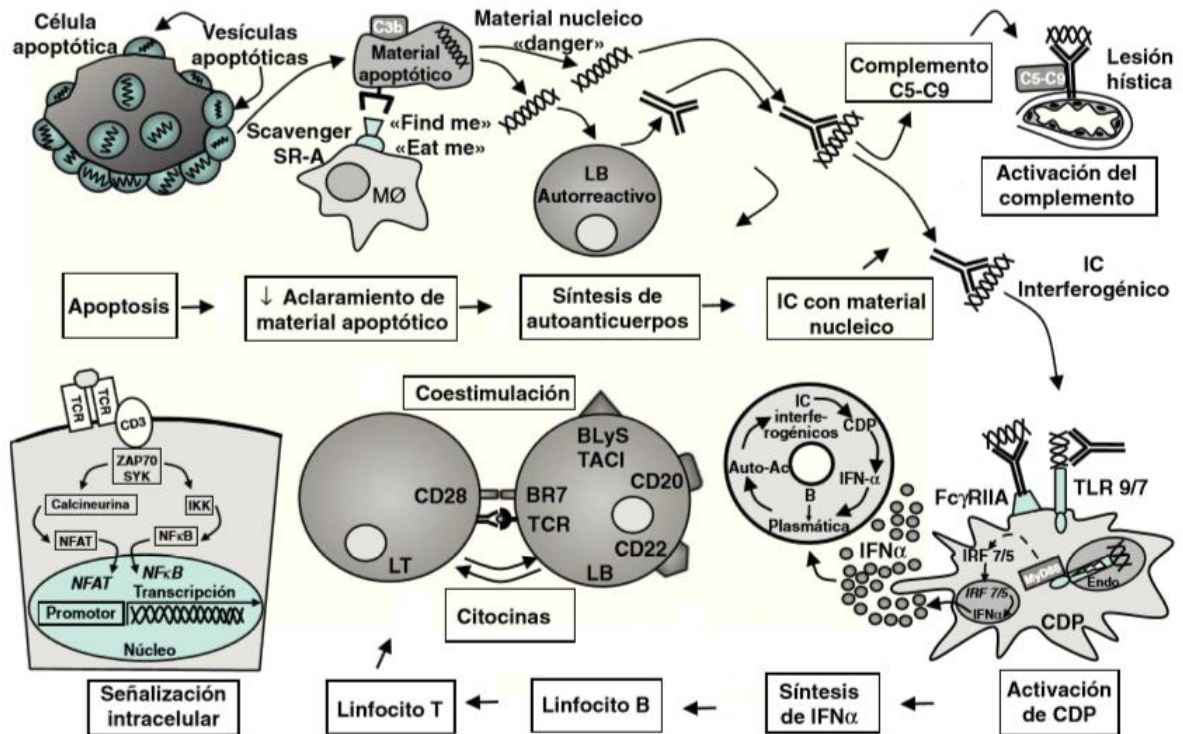 Célula
apoptótica
Vesículas
apoptóticas
C3b
Material
apoptótico
Material nucleico
«danger»
Scavenger
SR-A
«Find me»
«Eat me»
MØ
LB
Autorreactivo
Complemento
C5-C9
C5-C9
Lesión
hística
Activación del
complemento
IC
Interferogénico
Apoptosis
↓ Aclaramiento de
material apoptótico
Síntesis de
autoanticuerpos
IC con material
nucleico
TCR
TCR
CD3
ZAP70
SYK
Calcineurina
IKK
NFAT
NFκB
NFAT
NFκB
Transcripción
Promotor
Núcleo
Señalización
intracelular
Coestimulación
CD28
LT
BLyS
TACI
BR7
TCR
CD20
CD22
LB
Citocinas
IC
interfe-
rogénicos
CDP
IFN-α
Plasmática
B
Auto-Ac
IFNα
FcγRIIA
TLR 9/7
IRF 7/5
MyD88
Endo
IRF 7/5
IFNα
CDP
Linfocito T
Linfocito B
Síntesis
de IFNα
Activación
de CDP